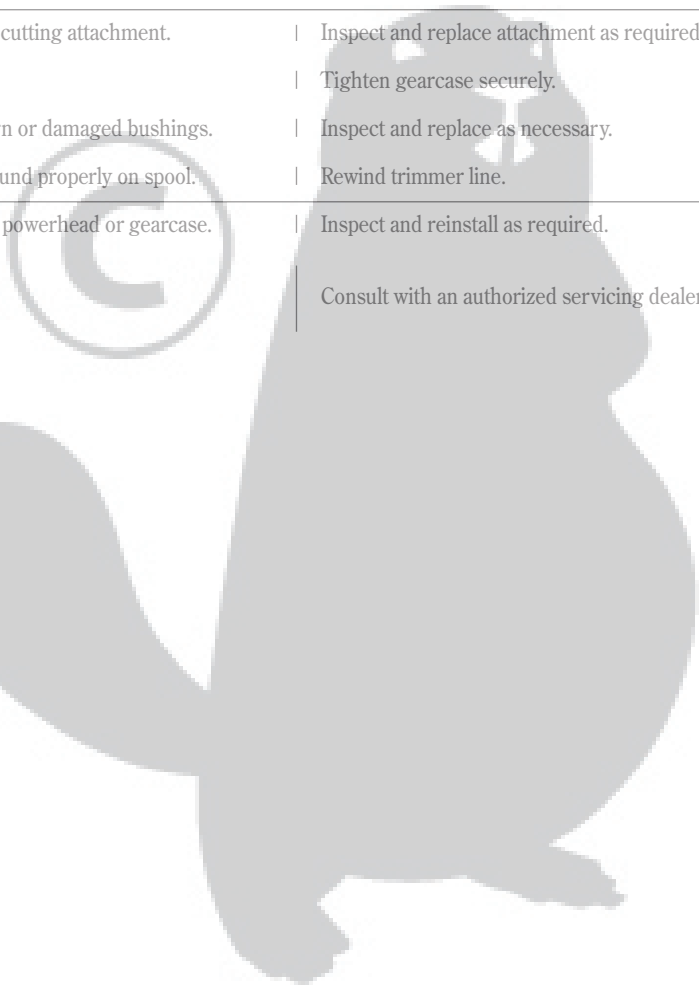 cutting attachment. | Inspect and replace attachment as required
| Tighten gearcase securely.
or damaged bushings. | Inspect and replace as necessary.
properly on spool. | Rewind trimmer line.
powerhead or gearcase. | Inspect and reinstall as required.
Consult with an authorized servicing dealer
©